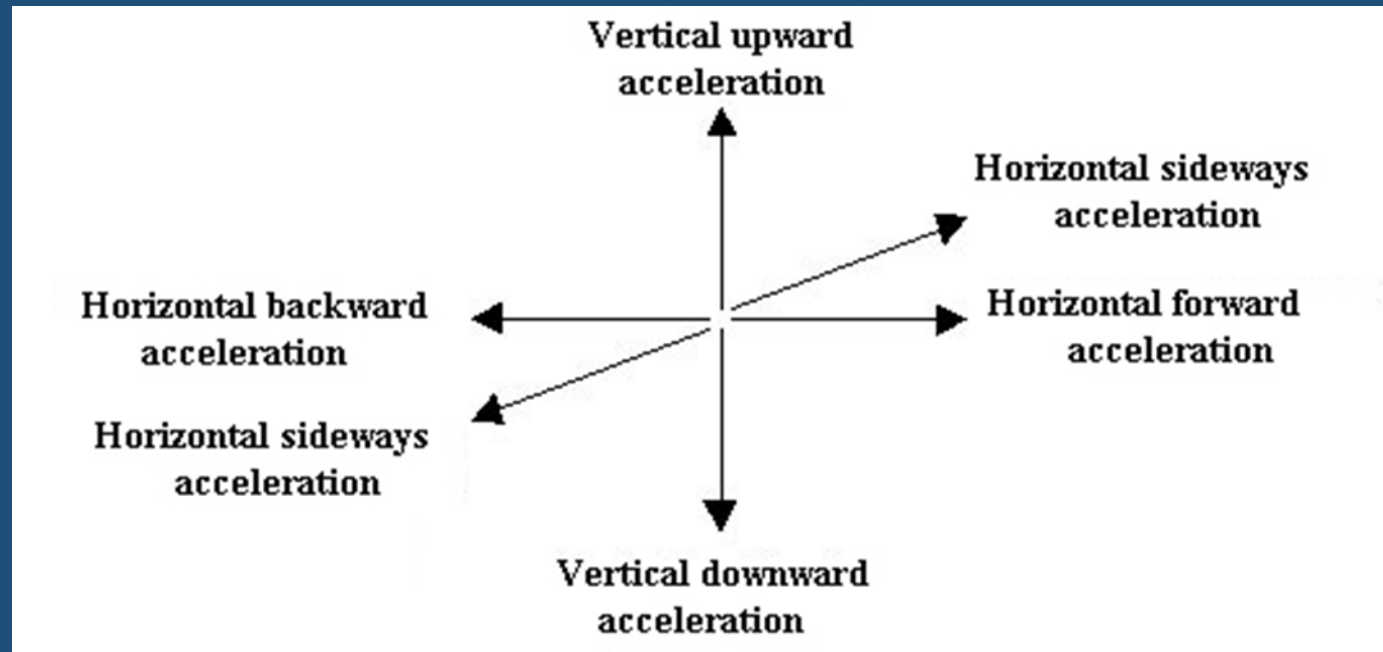 Vertical upward
acceleration
Horizontal sideways
acceleration
Horizontal backward
acceleration
Horizontal forward
acceleration
Horizontal sideways
acceleration
Vertical downward
acceleration